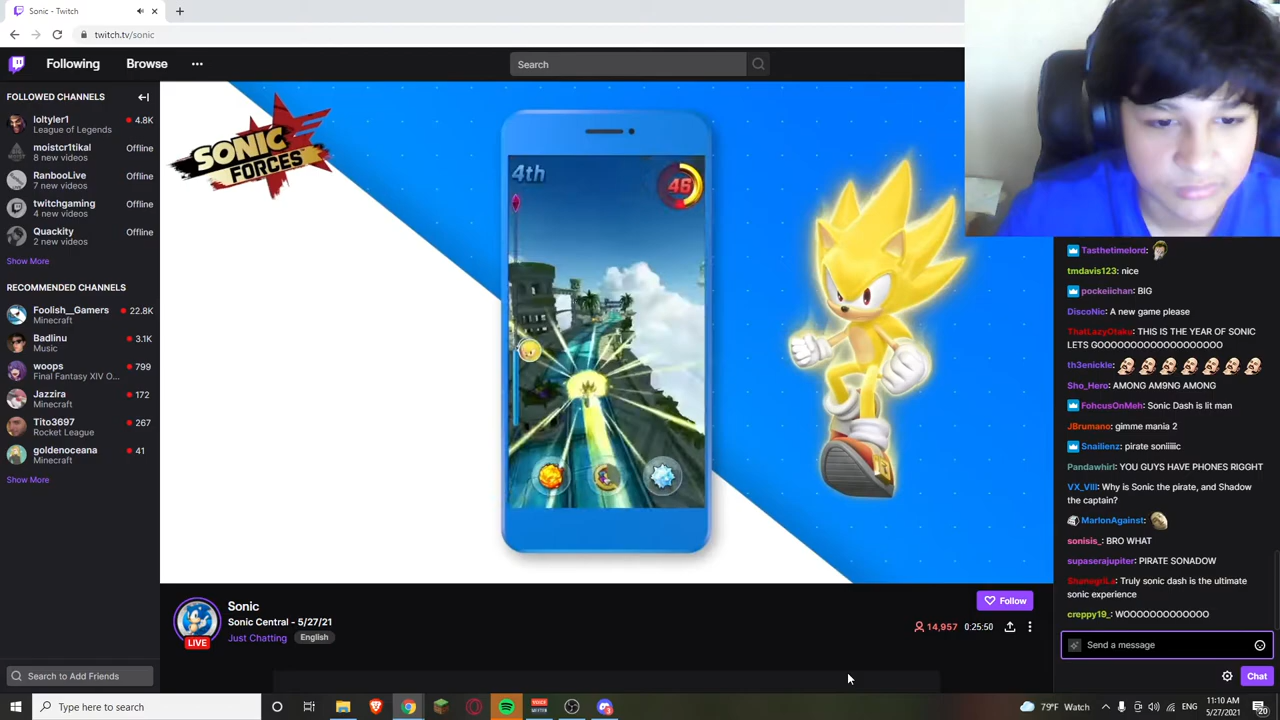 Sonic - Twitch
twitch.tv/sonic
Following
Browse
Search
FOLLOWED CHANNELS
loltyler1
4.8K
League of Legends
moistcr1tikal
Offline
8 new videos
RanbooLive
Offline
7 new videos
twitchgaming
Offline
4 new videos
Quackity
Offline
2 new videos
Show More
RECOMMENDED CHANNELS
Foolish__Gamers
22.8K
Minecraft
Badlinu
3.1K
Music
woops
799
Final Fantasy XIV O...
Jazzira
172
Minecraft
Tito3697
267
Rocket League
goldenoceana
41
Minecraft
Show More
Search to Add Friends
SONIC
FORCES
4th
46
LIVE
Sonic
Sonic Central - 5/27/21
Just Chatting
English
Follow
14,957
0:25:50
Tasthetimelord:
tmdavis123: nice
pockeiichan: BIG
DiscoNic: A new game please
ThatLazyOtaku: THIS IS THE YEAR OF SONIC
LETS GOOOOOOOOOOOOOOOOOOO
th3enickle:
Sho_Hero: AMONG AM9NG AMONG
FohcusOnMeh: Sonic Dash is lit man
JBrumano: gimme mania 2
Snailienz: pirate soniiiiic
Pandawhirl: YOU GUYS HAVE PHONES RIGGHT
VX_VIII: Why is Sonic the pirate, and Shadow
the captain?
MarlonAgainst:
sonisis_: BRO WHAT
supaserajupiter: PIRATE SONADOW
ShangriLa: Truly sonic dash is the ultimate
sonic experience
creppy19_: WOOOOOOOOOOOOO
Send a message
Chat
Type here to search
79°F Watch
ENG
11:10 AM
5/27/2021
20